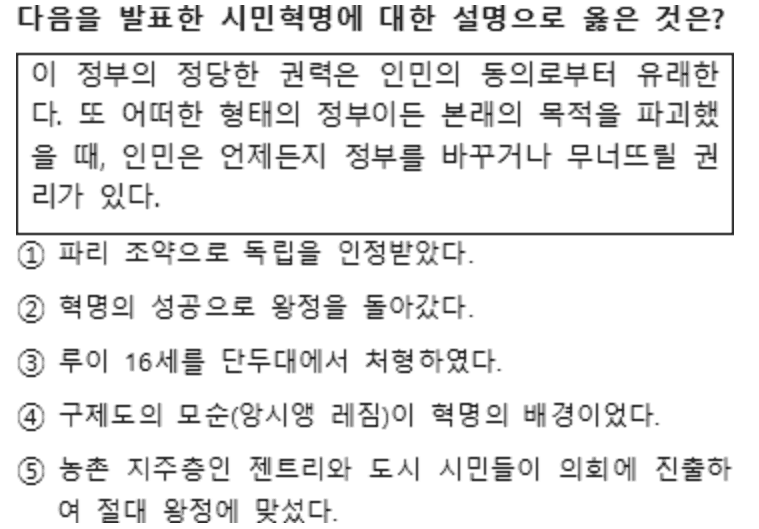 다음을 발표한 시민혁명에 대한 설명으로 옳은 것은?
이 정부의 정당한 권력은 인민의 동의로부터 유래한
다. 또 어떠한 형태의 정부이든 본래의 목적을 파괴했
을 때, 인민은 언제든지 정부를 바꾸거나 무너뜨릴 권
리가 있다.
① 파리 조약으로 독립을 인정받았다.
② 혁명의 성공으로 왕정을 돌아갔다.
③ 루이 16세를 단두대에서 처형하였다.
④ 구제도의 모순(앙시앵 레짐)이 혁명의 배경이었다.
⑤ 농촌 지주층인 젠트리와 도시 시민들이 의회에 진출하
여 절대 왕정에 맞섰다.